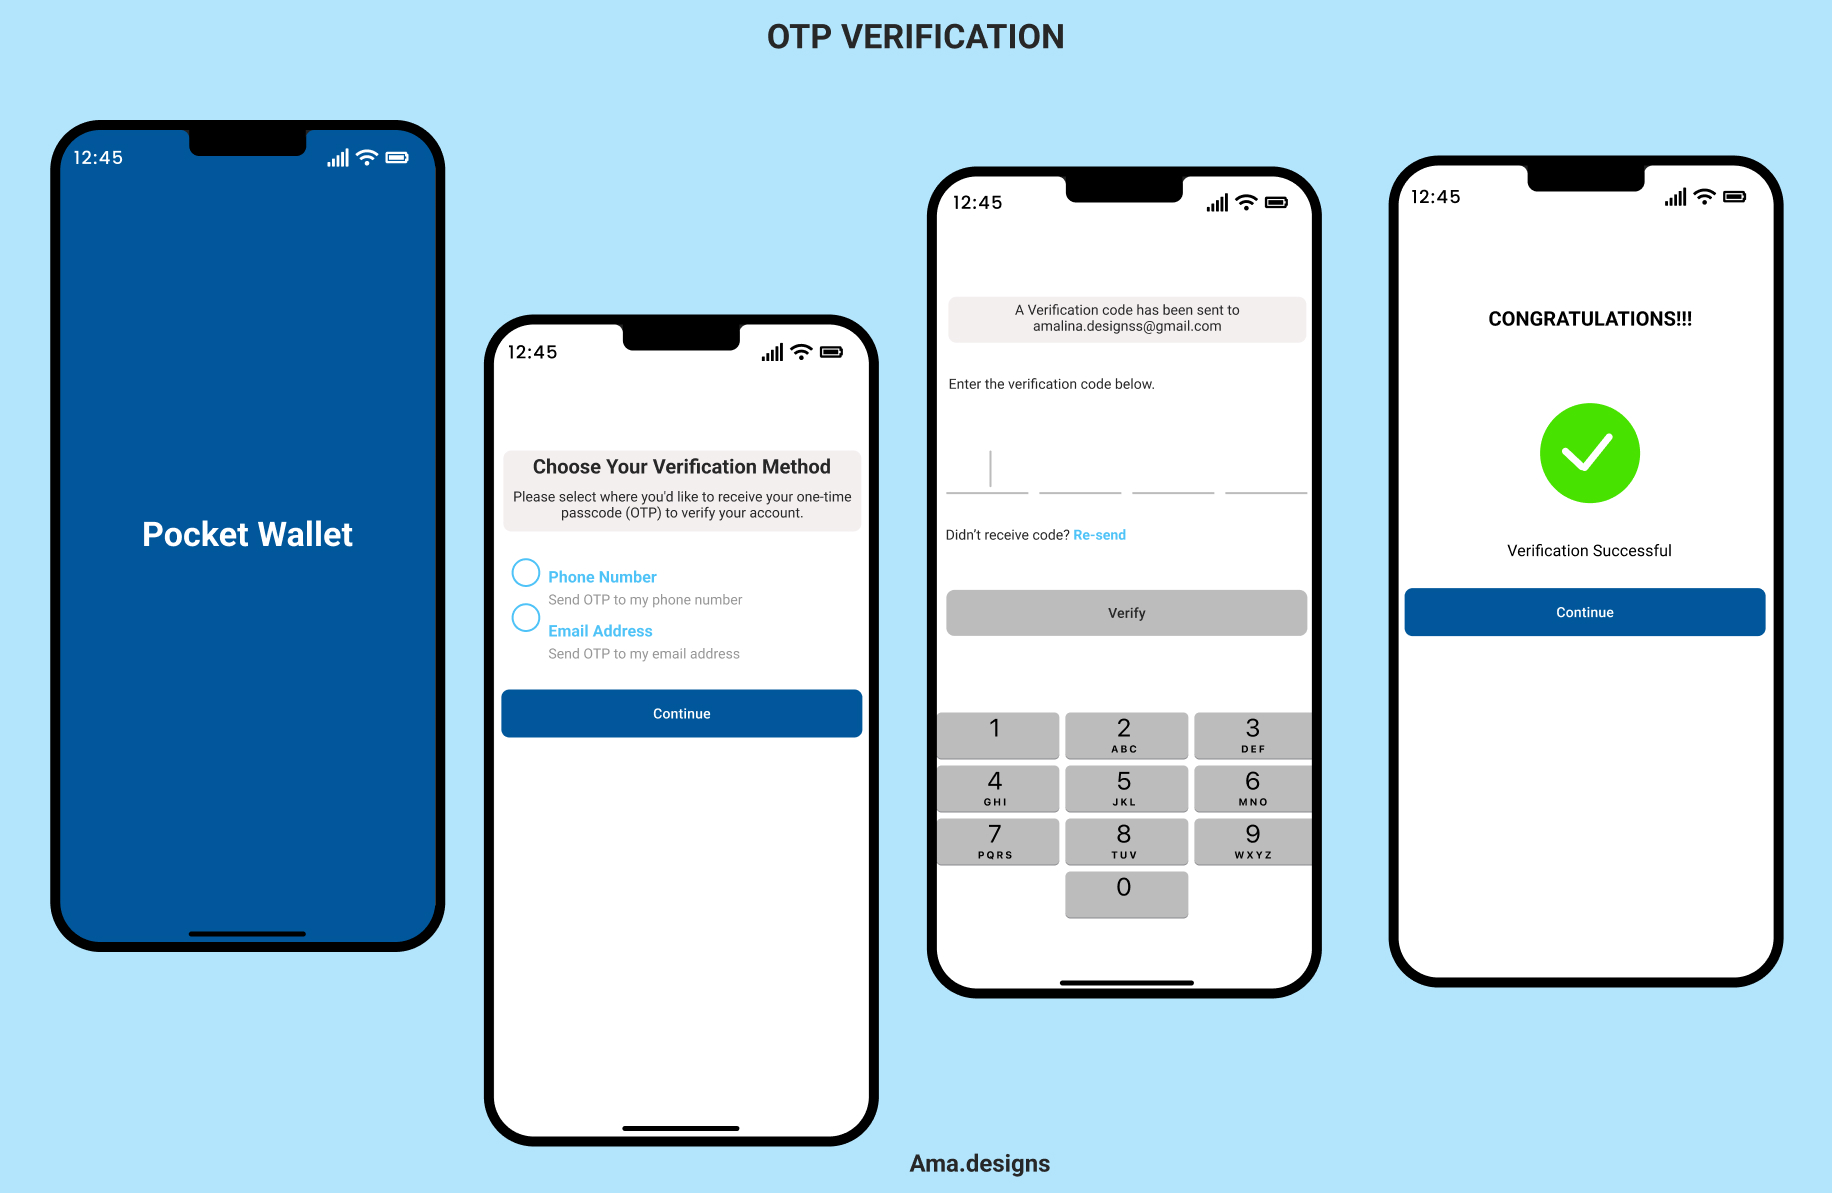 OTP VERIFICATION
12:45
Pocket Wallet
12:45
Choose Your Verification Method
Please select where you'd like to receive your one-time
passcode (OTP) to verify your account.
Phone Number
Send OTP to my phone number
Email Address
Send OTP to my email address
Continue
12:45
A Verification code has been sent to
amalina.designss@gmail.com
Enter the verification code below.
Didn't receive code? Re-send
Verify
1 2 3
ABC DEF
4 5 6
GHI JKL MNO
7 8 9
PQRS TUV WXYZ
0
12:45
CONGRATULATIONS!!!
Verification Successful
Continue
Ama.designs